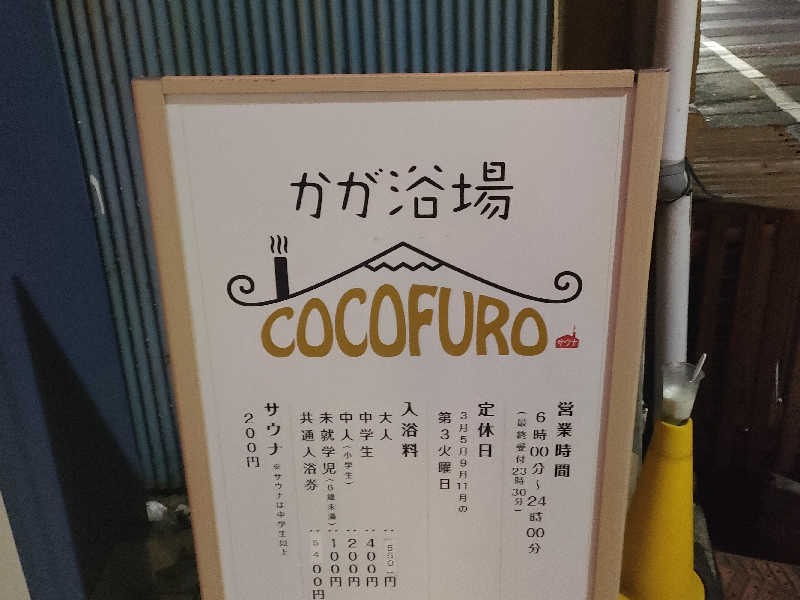 かが浴場
COCOFURO
サウナ
営業時間
6時00分～24時00分
(最終受付23時30分)
定休日
3月5月9月11月の
第3火曜日
入浴料
大人 550円
中学生 400円
中人(小学生) 200円
未就学児(6歳未満) 100円
共通入浴券 5400円
サウナ ※サウナは中学生以上
200円